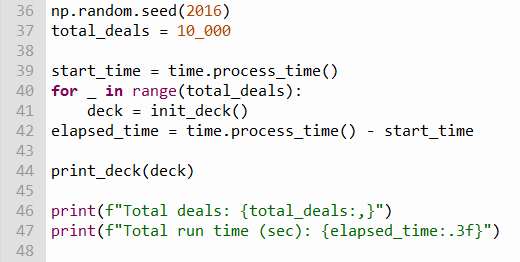 36 np.random.seed(2016)
37 total_deals = 10_000
38
39 start_time = time.process_time()
40 for _ in range(total_deals):
41     deck = init_deck()
42 elapsed_time = time.process_time() - start_time
43
44 print_deck(deck)
45
46 print(f"Total deals: {total_deals:,}")
47 print(f"Total run time (sec): {elapsed_time:.3f}")
48